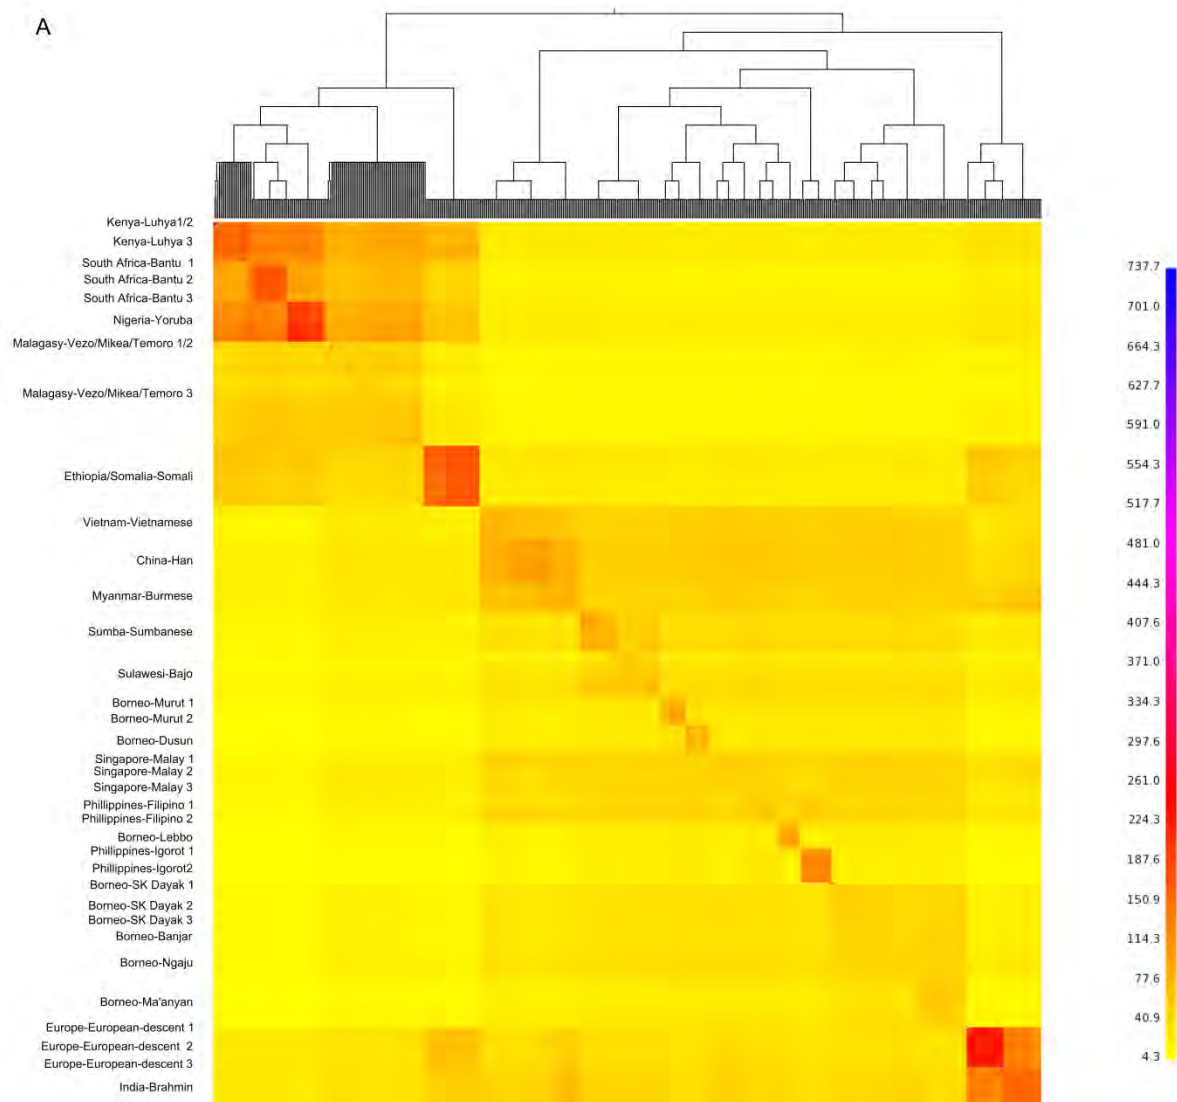 A
Kenya-Luhya1/2
Kenya-Luhya 3
South Africa-Bantu 1
South Africa-Bantu 2
South Africa-Bantu 3
Nigeria-Yoruba
Malagasy-Vezo/Mikea/Temoro 1/2
Malagasy-Vezo/Mikea/Temoro 3
Ethiopia/Somalia-Somali
Vietnam-Vietnamese
China-Han
Myanmar-Burmese
Sumba-Sumbanese
Sulawesi-Bajo
Borneo-Murut 1
Borneo-Murut 2
Borneo-Dusun
Singapore-Malay 1
Singapore-Malay 2
Singapore-Malay 3
Phillippines-Filipino 1
Phillippines-Filipino 2
Borneo-Lebbo
Phillippines-Igorot 1
Phillippines-Igorot2
Borneo-SK Dayak 1
Borneo-SK Dayak 2
Borneo-SK Dayak 3
Borneo-Banjar
Borneo-Ngaju
Borneo-Ma'anyan
Europe-European-descent 1
Europe-European-descent 2
Europe-European-descent 3
India-Brahmin
737.7
701.0
664.3
627.7
591.0
554.3
517.7
481.0
444.3
407.6
371.0
334.3
297.6
261.0
224.3
187.6
150.9
114.3
77.6
40.9
4.3